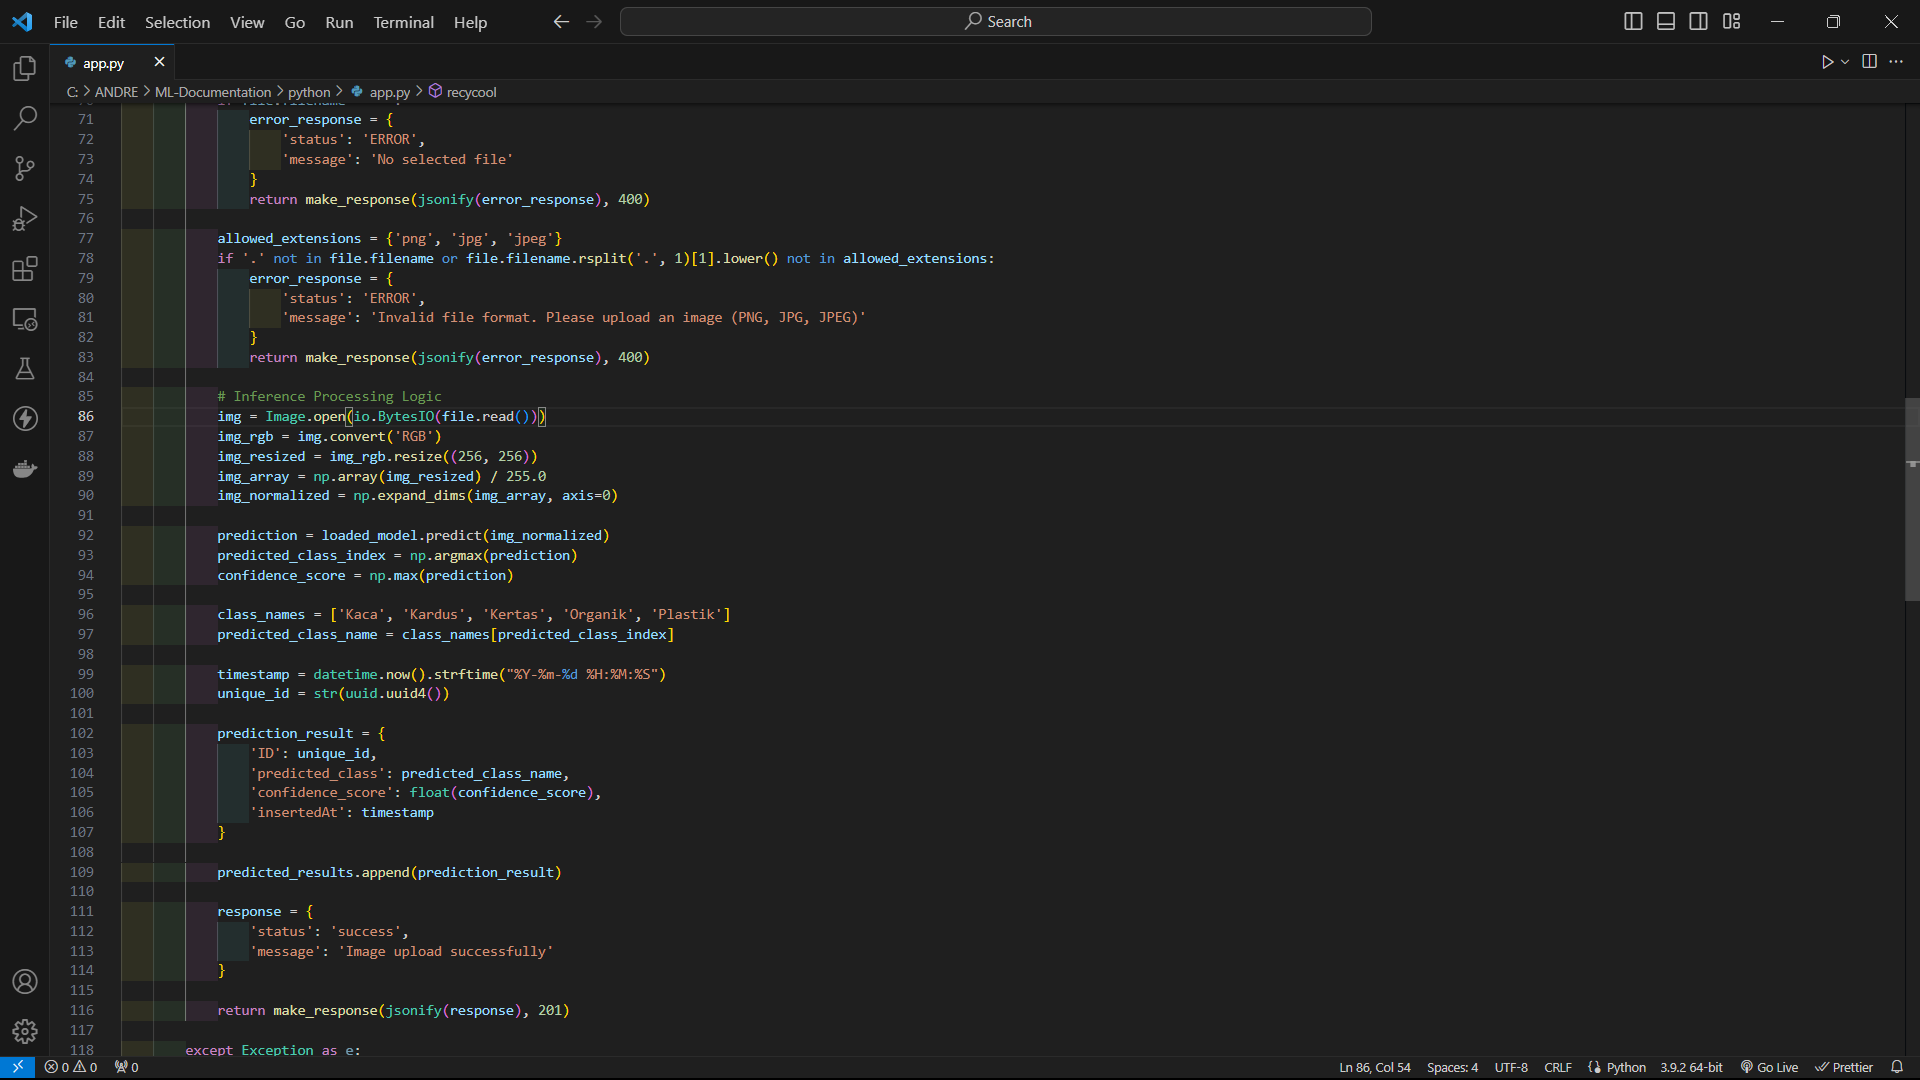 File Edit Selection View Go Run Terminal Help Search
app.py
C: > ANDRE > ML-Documentation > python > app.py > recycool
71 error_response = {
72 'status': 'ERROR',
73 'message': 'No selected file'
74 }
75 return make_response(jsonify(error_response), 400)
76
77 allowed_extensions = {'png', 'jpg', 'jpeg'}
78 if '.' not in file.filename or file.filename.rsplit('.', 1)[1].lower() not in allowed_extensions:
79 error_response = {
80 'status': 'ERROR',
81 'message': 'Invalid file format. Please upload an image (PNG, JPG, JPEG)'
82 }
83 return make_response(jsonify(error_response), 400)
84
85 # Inference Processing Logic
86 img = Image.open(io.BytesIO(file.read()))
87 img_rgb = img.convert('RGB')
88 img_resized = img_rgb.resize((256, 256))
89 img_array = np.array(img_resized) / 255.0
90 img_normalized = np.expand_dims(img_array, axis=0)
91
92 prediction = loaded_model.predict(img_normalized)
93 predicted_class_index = np.argmax(prediction)
94 confidence_score = np.max(prediction)
95
96 class_names = ['Kaca', 'Kardus', 'Kertas', 'Organik', 'Plastik']
97 predicted_class_name = class_names[predicted_class_index]
98
99 timestamp = datetime.now().strftime("%Y-%m-%d %H:%M:%S")
100 unique_id = str(uuid.uuid4())
101
102 prediction_result = {
103 'ID': unique_id,
104 'predicted_class': predicted_class_name,
105 'confidence_score': float(confidence_score),
106 'insertedAt': timestamp
107 }
108
109 predicted_results.append(prediction_result)
110
111 response = {
112 'status': 'success',
113 'message': 'Image upload successfully'
114 }
115
116 return make_response(jsonify(response), 201)
117
118 except Exception as e:
0 0 0 Ln 86, Col 54 Spaces: 4 UTF-8 CRLF Python 3.9.2 64-bit Go Live Prettier